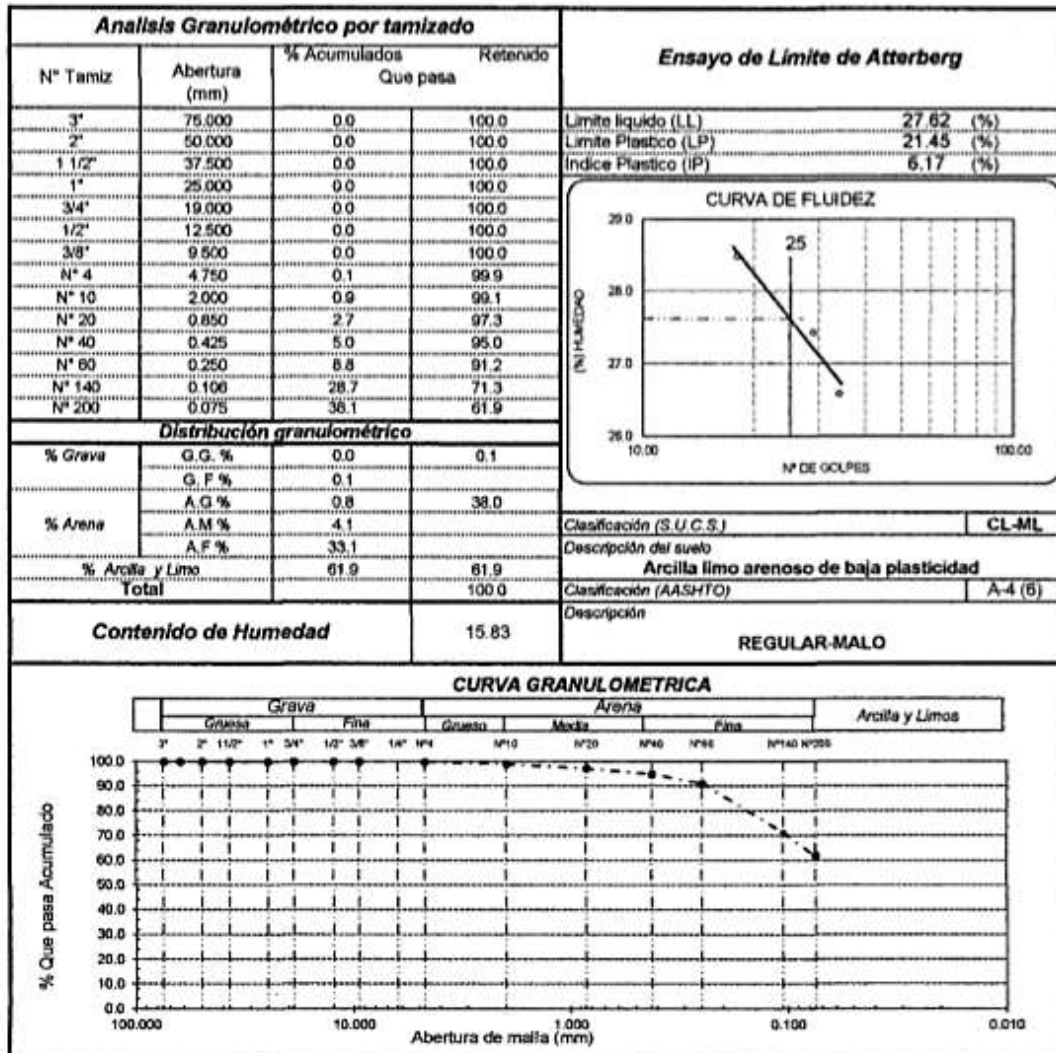 Analisis Granulométrico por tamizado
N° Tamiz Abertura (mm) % Acumulados Retenido Que pasa
3" 75.000 0.0 100.0
2" 50.000 0.0 100.0
1 1/2" 37.500 0.0 100.0
1" 25.000 0.0 100.0
3/4" 19.000 0.0 100.0
1/2" 12.500 0.0 100.0
3/8" 9.500 0.0 100.0
N° 4 4.750 0.1 99.9
N° 10 2.000 0.9 99.1
N° 20 0.850 2.7 97.3
N° 40 0.425 5.0 95.0
N° 60 0.250 8.8 91.2
N° 140 0.106 28.7 71.3
N° 200 0.075 38.1 61.9
Distribución granulométrico
% Grava G.G. % 0.0 0.1
G. F % 0.1
% Arena A.G % 0.8 38.0
A.M % 4.1
A.F % 33.1
% Arcilla y Limo 61.9 61.9
Total 100.0
Contenido de Humedad 15.83
Ensayo de Límite de Atterberg
Limite liquido (LL) 27.62 (%)
Limite Plastico (LP) 21.45 (%)
Indice Plastico (IP) 6.17 (%)
CURVA DE FLUIDEZ
29.0
25
28.0
27.0
26.0
(%) HUMEDAD
10.00 100.00
N° DE GOLPES
Clasificación (S.U.C.S.) CL-ML
Descripción del suelo
Arcilla limo arenoso de baja plasticidad
Clasificación (AASHTO) A-4 (6)
Descripción
REGULAR-MALO
CURVA GRANULOMETRICA
Grava Arena Arcilla y Limos
Gruesa Fina Grueso Media Fina
3" 2" 11/2" 1" 3/4" 1/2" 3/8" 1/4" N°4 N°10 N°20 N°40 N°60 N°140 N°200
100.0
90.0
80.0
70.0
60.0
50.0
40.0
30.0
20.0
10.0
0.0
% Que pasa Acumulado
100.000 10.000 1.000 0.100 0.010
Abertura de malla (mm)